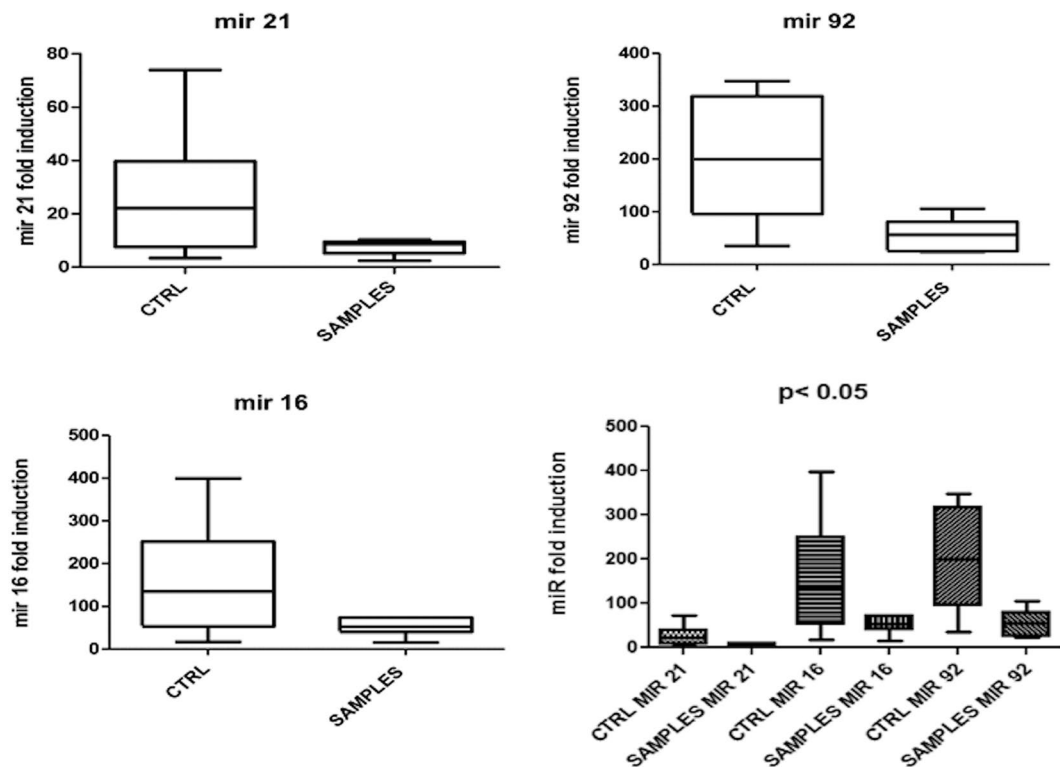 mir 21
80
60
40
20
0
mir 21 fold induction
CTRL
SAMPLES
mir 92
400
300
200
100
0
mir 92 fold induction
CTRL
SAMPLES
mir 16
500
400
300
200
100
0
mir 16 fold induction
CTRL
SAMPLES
p< 0.05
500
400
300
200
100
0
miR fold induction
CTRL MIR 21
SAMPLES MIR 21
CTRL MIR 16
SAMPLES MIR 16
CTRL MIR 92
SAMPLES MIR 92